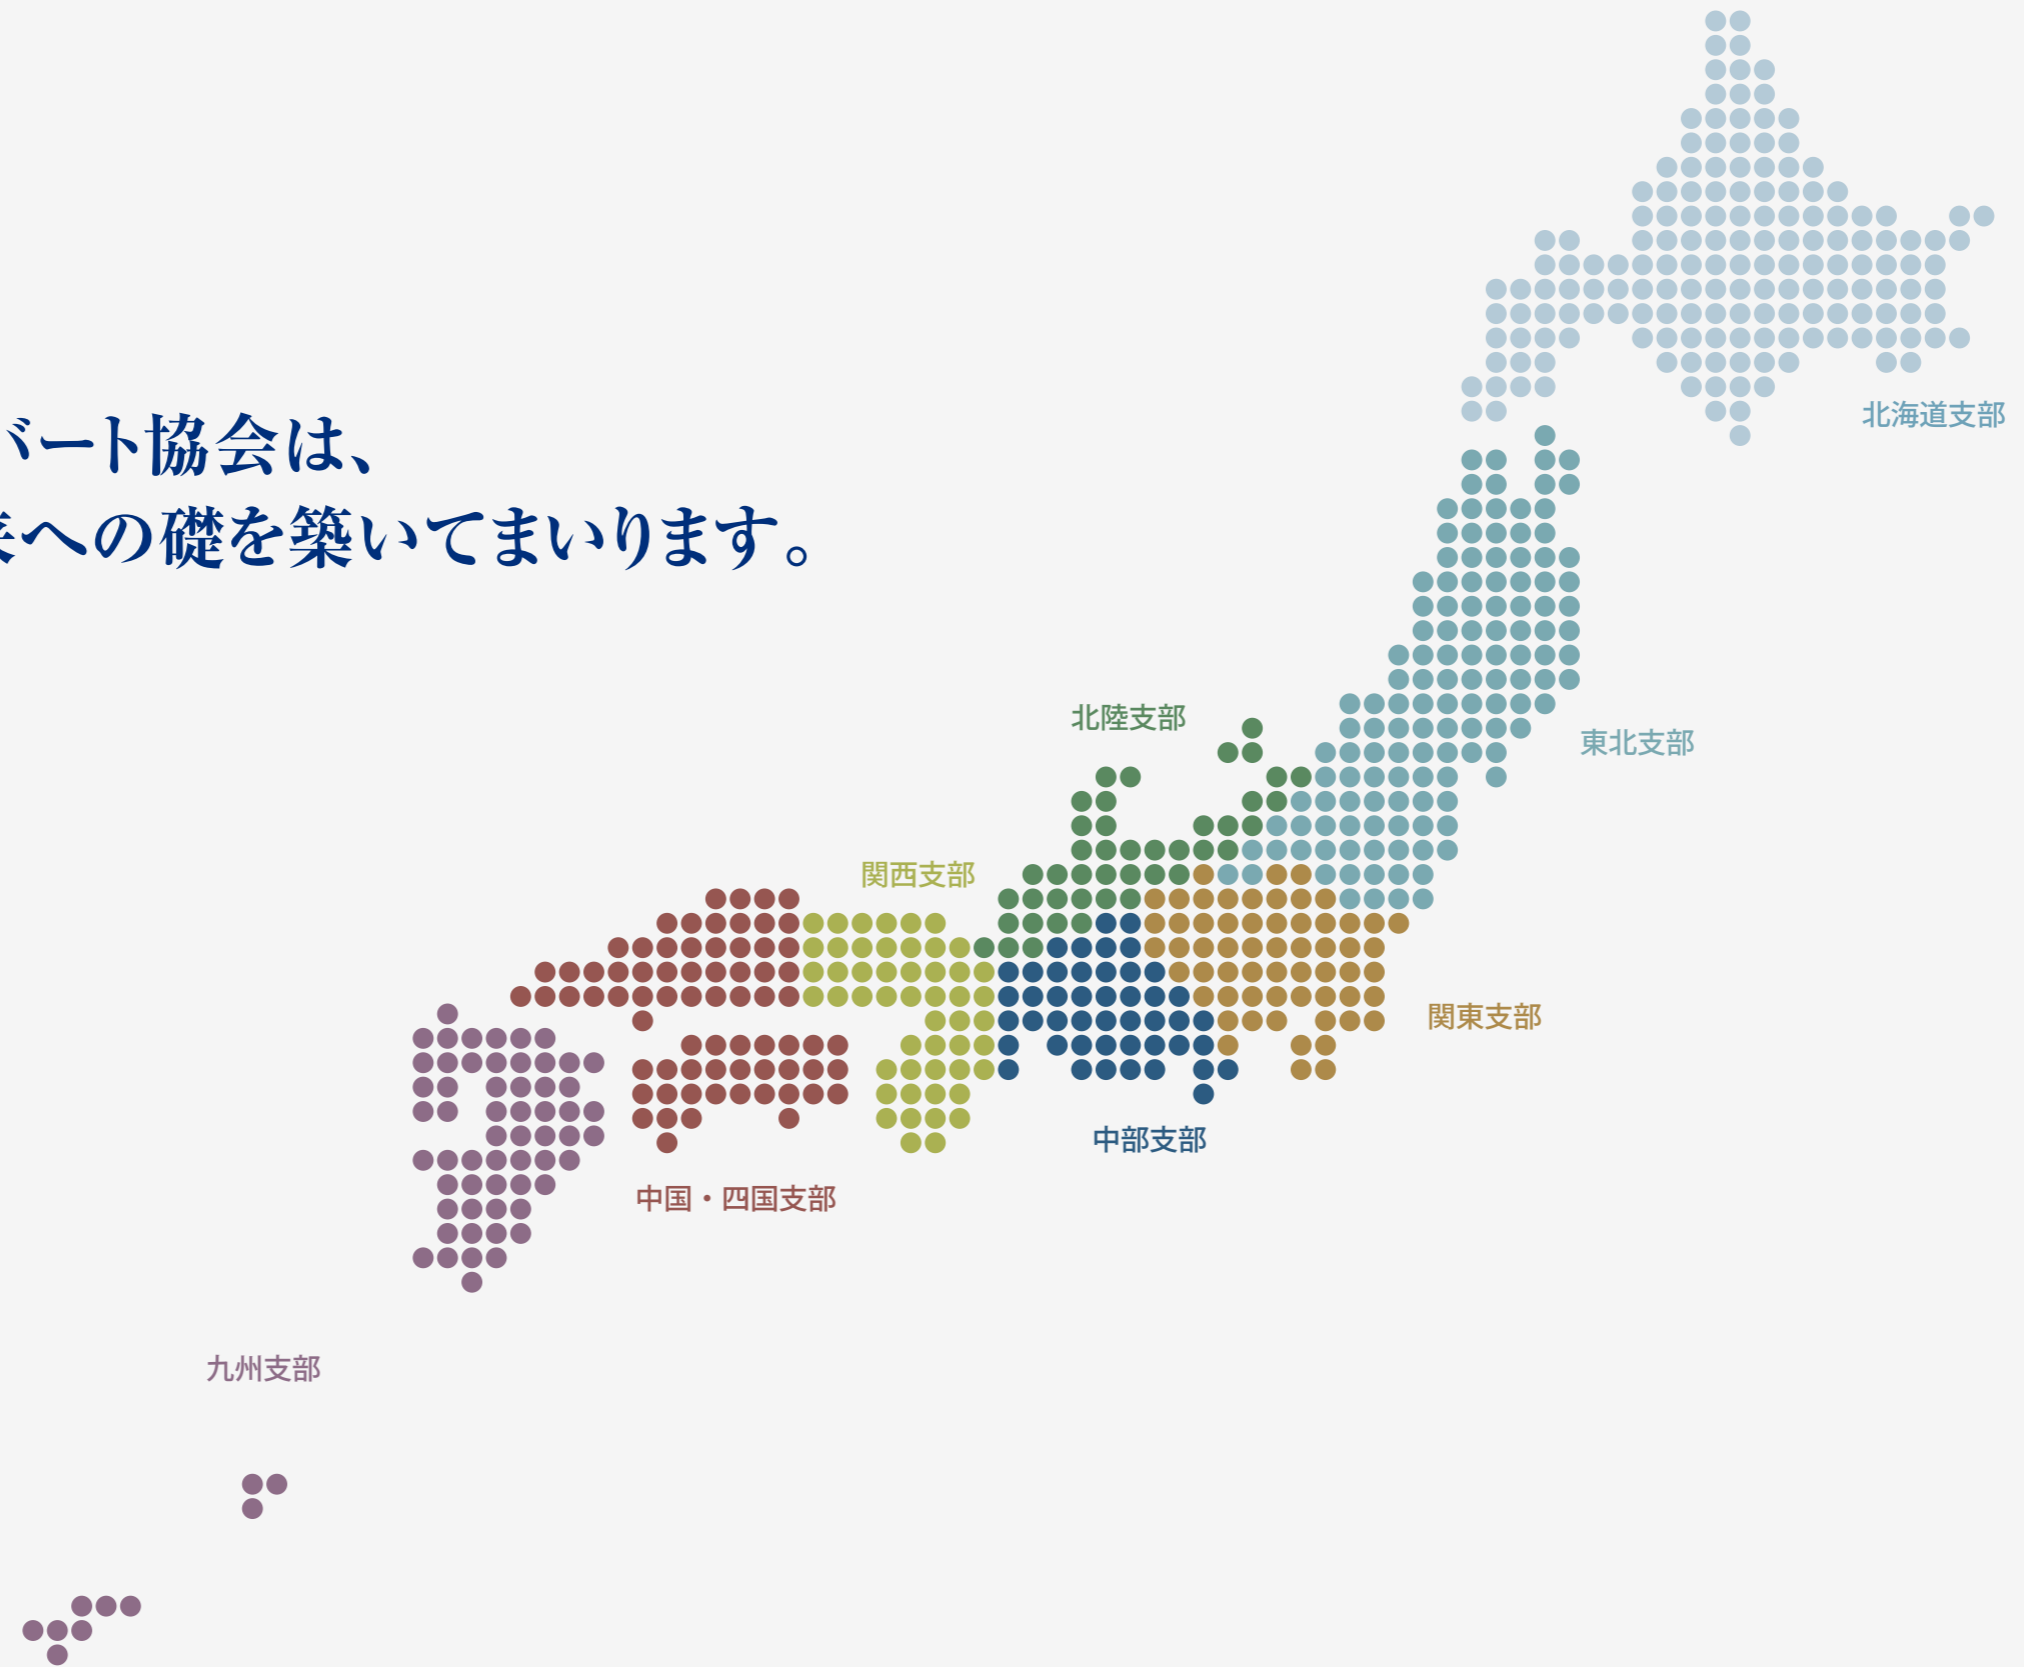 バート協会は、
来への礎を築いてまいります。
北海道支部
北陸支部
東北支部
関西支部
関東支部
中部支部
中国・四国支部
九州支部